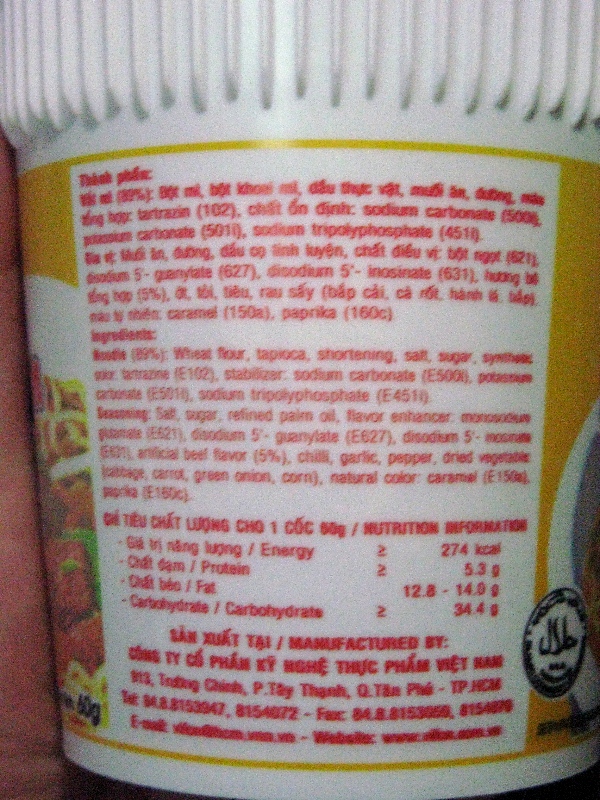 Thành phần:
Vắt mì (89%): Bột mì, bột khoai mì, dầu thực vật, muối ăn, đường, màu
tổng hợp: tartrazin (102), chất ổn định: sodium carbonate (500i),
potassium carbonate (501i), sodium tripolyphosphate (451i).
Gia vị: Muối ăn, đường, dầu cọ tinh luyện, chất điều vị: bột ngọt (621),
disodium 5'- guanylate (627), disodium 5'- inosinate (631), hương bò
tổng hợp (5%), ớt, tỏi, tiêu, rau sấy (bắp cải, cà rốt, hành lá, bắp),
màu tự nhiên: caramel (150a), paprika (160c).
Ingredients:
Noodle (89%): Wheat flour, tapioca, shortening, salt, sugar, synthetic
color: tartrazine (E102), stabilizer: sodium carbonate (E500i), potassium
carbonate (E501i), sodium tripolyphosphate (E451i).
Seasoning: Salt, sugar, refined palm oil, flavor enhancer: monosodium
glutamate (E621), disodium 5'- guanylate (E627), disodium 5'- inosinate
(E631), artificial beef flavor (5%), chilli, garlic, pepper, dried vegetable
(cabbage, carrot, green onion, corn), natural color: caramel (E150a),
paprika (E160c).
CHỈ TIÊU CHẤT LƯỢNG CHO 1 CỐC 60g / NUTRITION INFORMATION
- Giá trị năng lượng / Energy ≥ 274 kcal
- Chất đạm / Protein ≥ 5.3 g
- Chất béo / Fat 12.8 - 14.0 g
- Carbohydrate / Carbohydrate ≥ 34.4 g
SẢN XUẤT TẠI / MANUFACTURED BY:
CÔNG TY CỔ PHẦN KỸ NGHỆ THỰC PHẨM VIỆT NAM
913, Trường Chinh, P.Tây Thạnh, Q.Tân Phú - TP.HCM
Tel: 84.8.8153947, 8154072 - Fax: 84.8.8153059, 8154070
E-mail: - Website:
60g
حلال